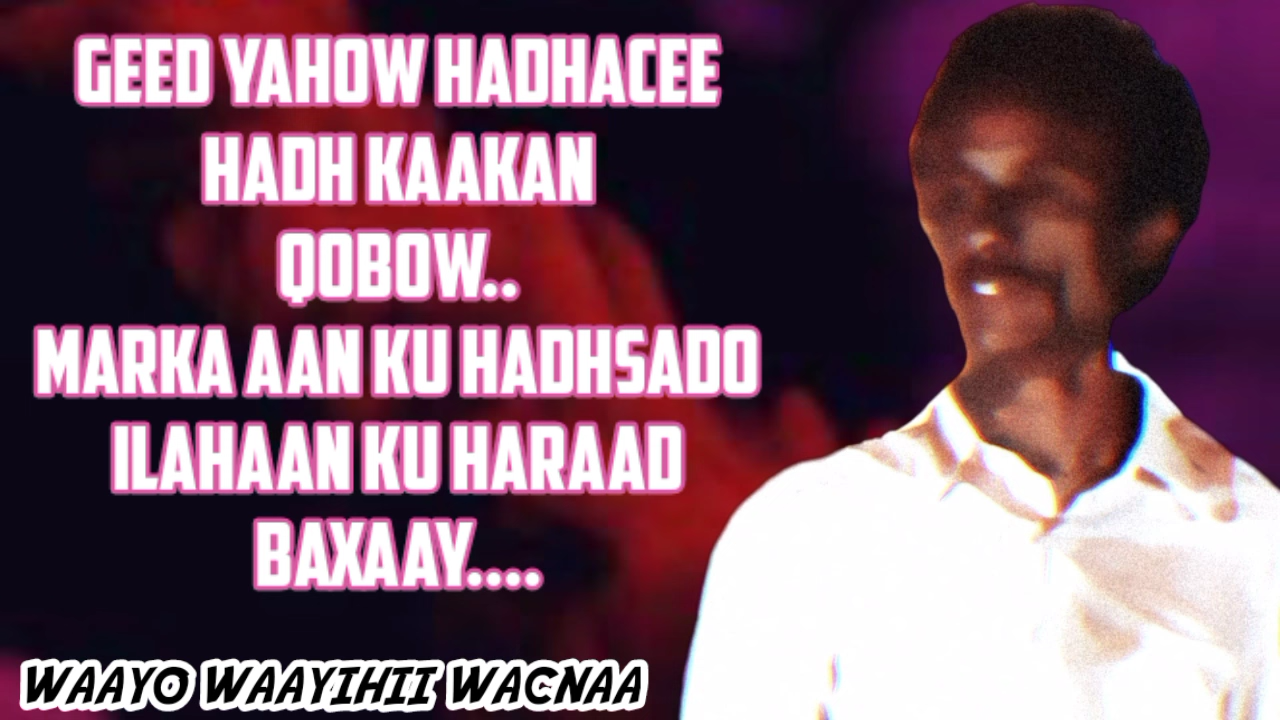 GEED YAHOW HADHACEE
HADH KAAKAN
QOBOW..
MARKA AAN KU HADHSADO
ILAHAAN KU HARAAD
BAXAAY....
WAAYO WAAYIHII WACNAA